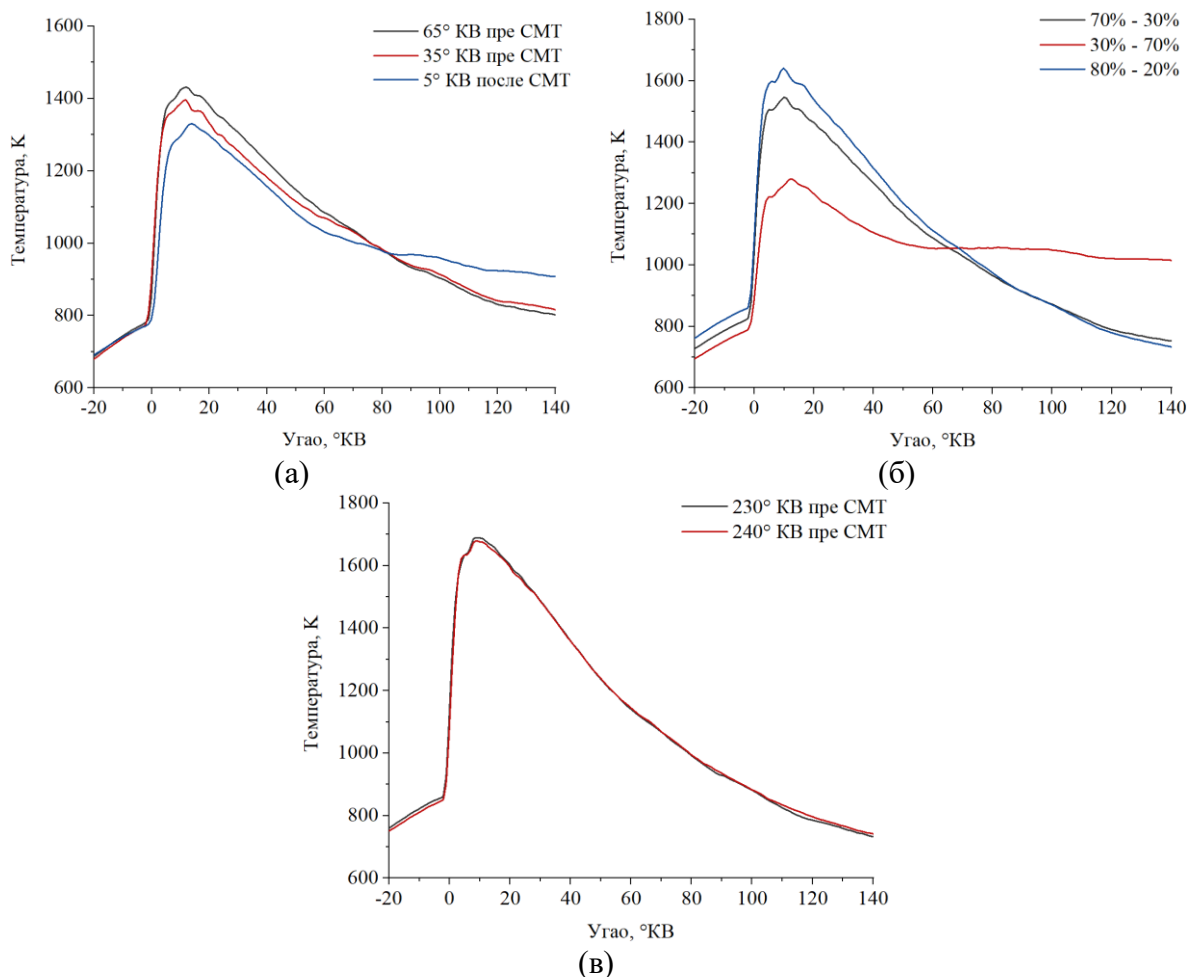 1600
1400
1200
1000
800
600
-20 0 20 40 60 80 100 120 140
Температура, K
Угао, °КВ
65° КВ пре СМТ
35° КВ пре СМТ
5° КВ после СМТ
(а)
1800
1600
1400
1200
1000
800
600
-20 0 20 40 60 80 100 120 140
Температура, K
Угао, °КВ
70% - 30%
30% - 70%
80% - 20%
(б)
1800
1600
1400
1200
1000
800
600
-20 0 20 40 60 80 100 120 140
Температура, K
Угао, °КВ
230° КВ пре СМТ
240° КВ пре СМТ
(в)